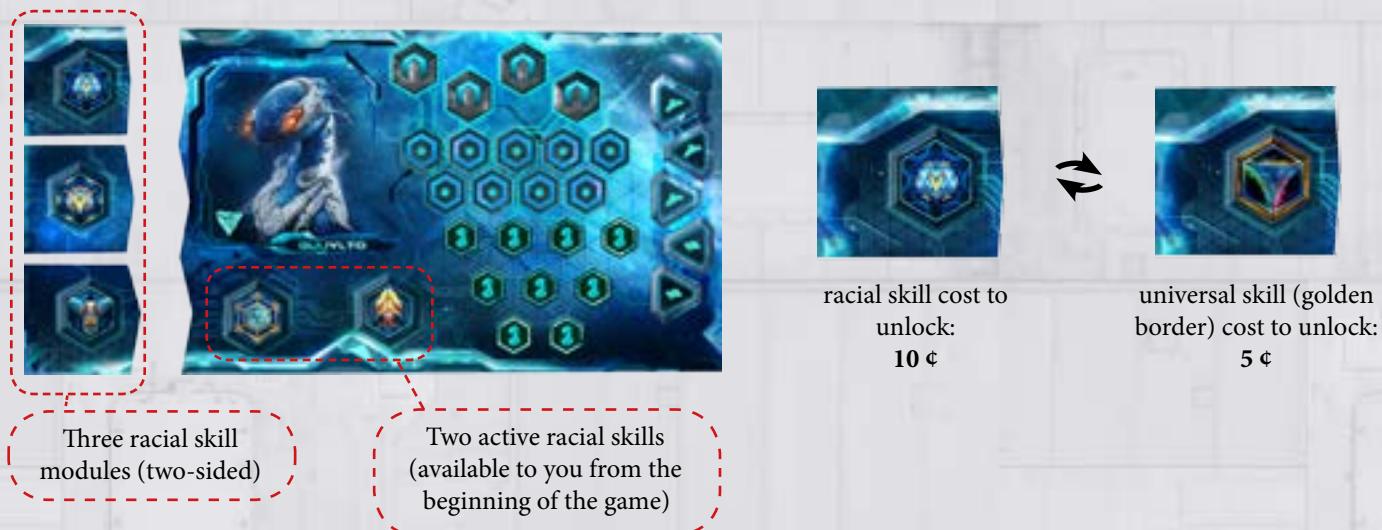 Three racial skill
modules (two-sided)
Two active racial skills
(available to you from the
beginning of the game)
racial skill cost to
unlock:
10 ¢
universal skill (golden
border) cost to unlock:
5 ¢